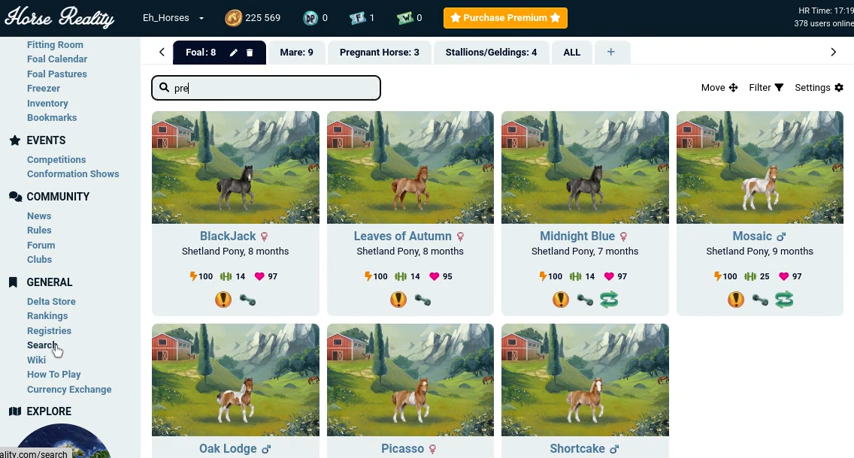 Horse Reality
Eh_Horses
225 569
0
1
0
Purchase Premium
HR Time: 17:19
378 users online
Fitting Room
Foal Calendar
Foal Pastures
Freezer
Inventory
Bookmarks
EVENTS
Competitions
Conformation Shows
COMMUNITY
News
Rules
Forum
Clubs
GENERAL
Delta Store
Rankings
Registries
Search
Wiki
How To Play
Currency Exchange
EXPLORE
ality.com/search
Foal: 8
Mare: 9
Pregnant Horse: 3
Stallions/Geldings: 4
ALL
+
pre
Move
Filter
Settings
BlackJack ♀
Shetland Pony, 8 months
100 14 97
Leaves of Autumn ♀
Shetland Pony, 8 months
100 14 95
Midnight Blue ♀
Shetland Pony, 7 months
100 14 97
Mosaic ♂
Shetland Pony, 9 months
100 25 97
Oak Lodge ♂
Picasso ♀
Shortcake ♂